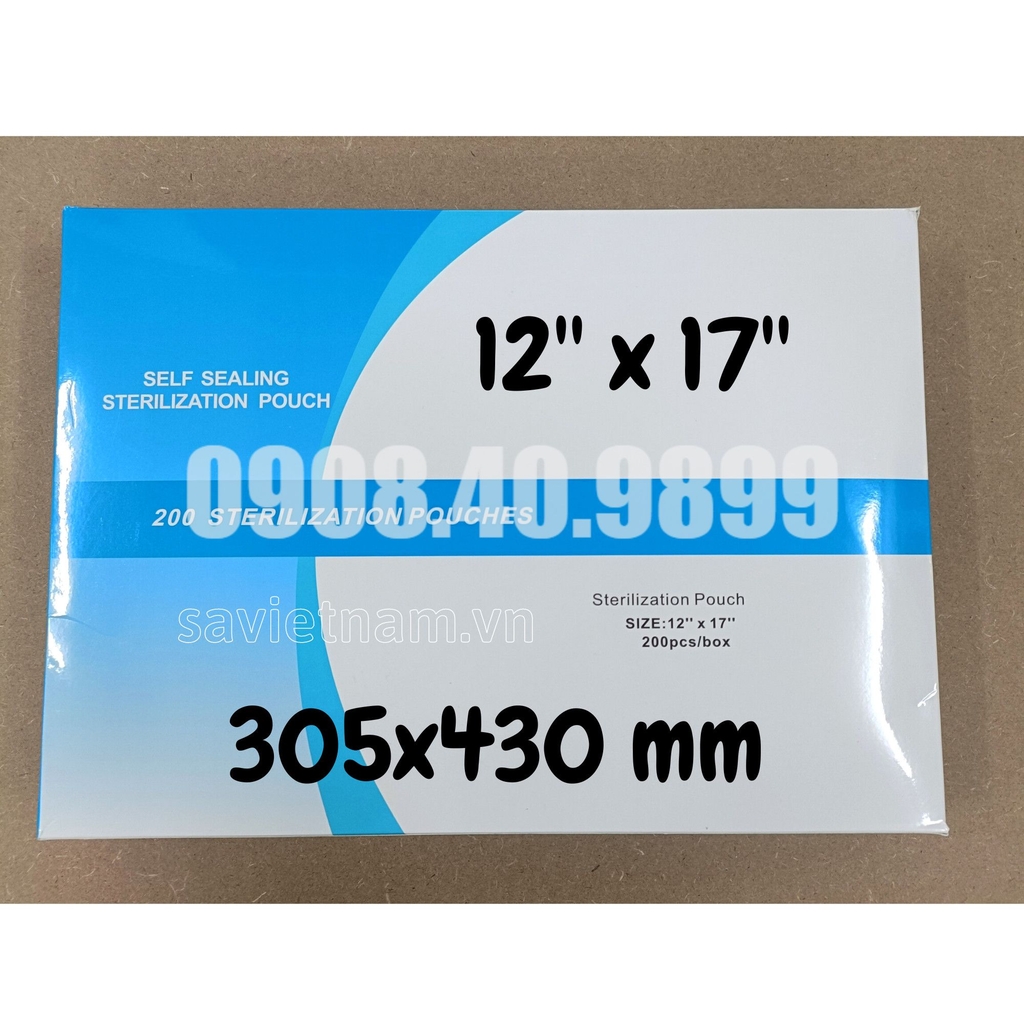 12" x 17"
SELF SEALING
STERILIZATION POUCH
0908.40.9899
200 STERILIZATION POUCHES
Sterilization Pouch
savietnam.vn
SIZE:12'' x 17''
200pcs/box
305x430 mm